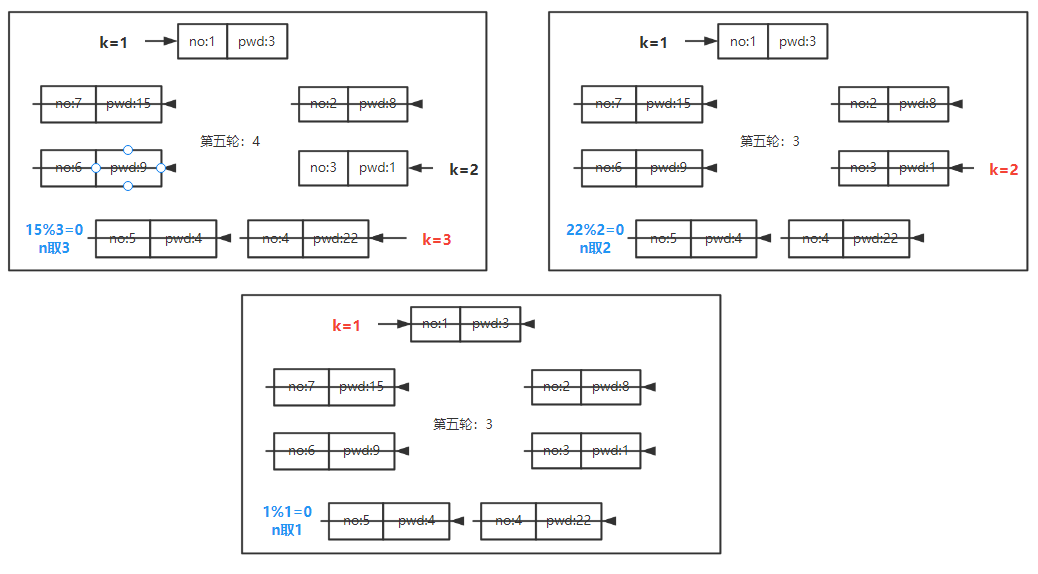 k=1
no:1 pwd:3
no:7 pwd:15
no:2 pwd:8
第五轮：4
no:6 pwd:9
no:3 pwd:1
k=2
15%3=0
n取3
no:5 pwd:4
no:4 pwd:22
k=3
k=1
no:1 pwd:3
no:7 pwd:15
no:2 pwd:8
第五轮：3
no:6 pwd:9
no:3 pwd:1
k=2
22%2=0
n取2
no:5 pwd:4
no:4 pwd:22
k=1
no:1 pwd:3
no:7 pwd:15
no:2 pwd:8
第五轮：3
no:6 pwd:9
no:3 pwd:1
1%1=0
n取1
no:5 pwd:4
no:4 pwd:22